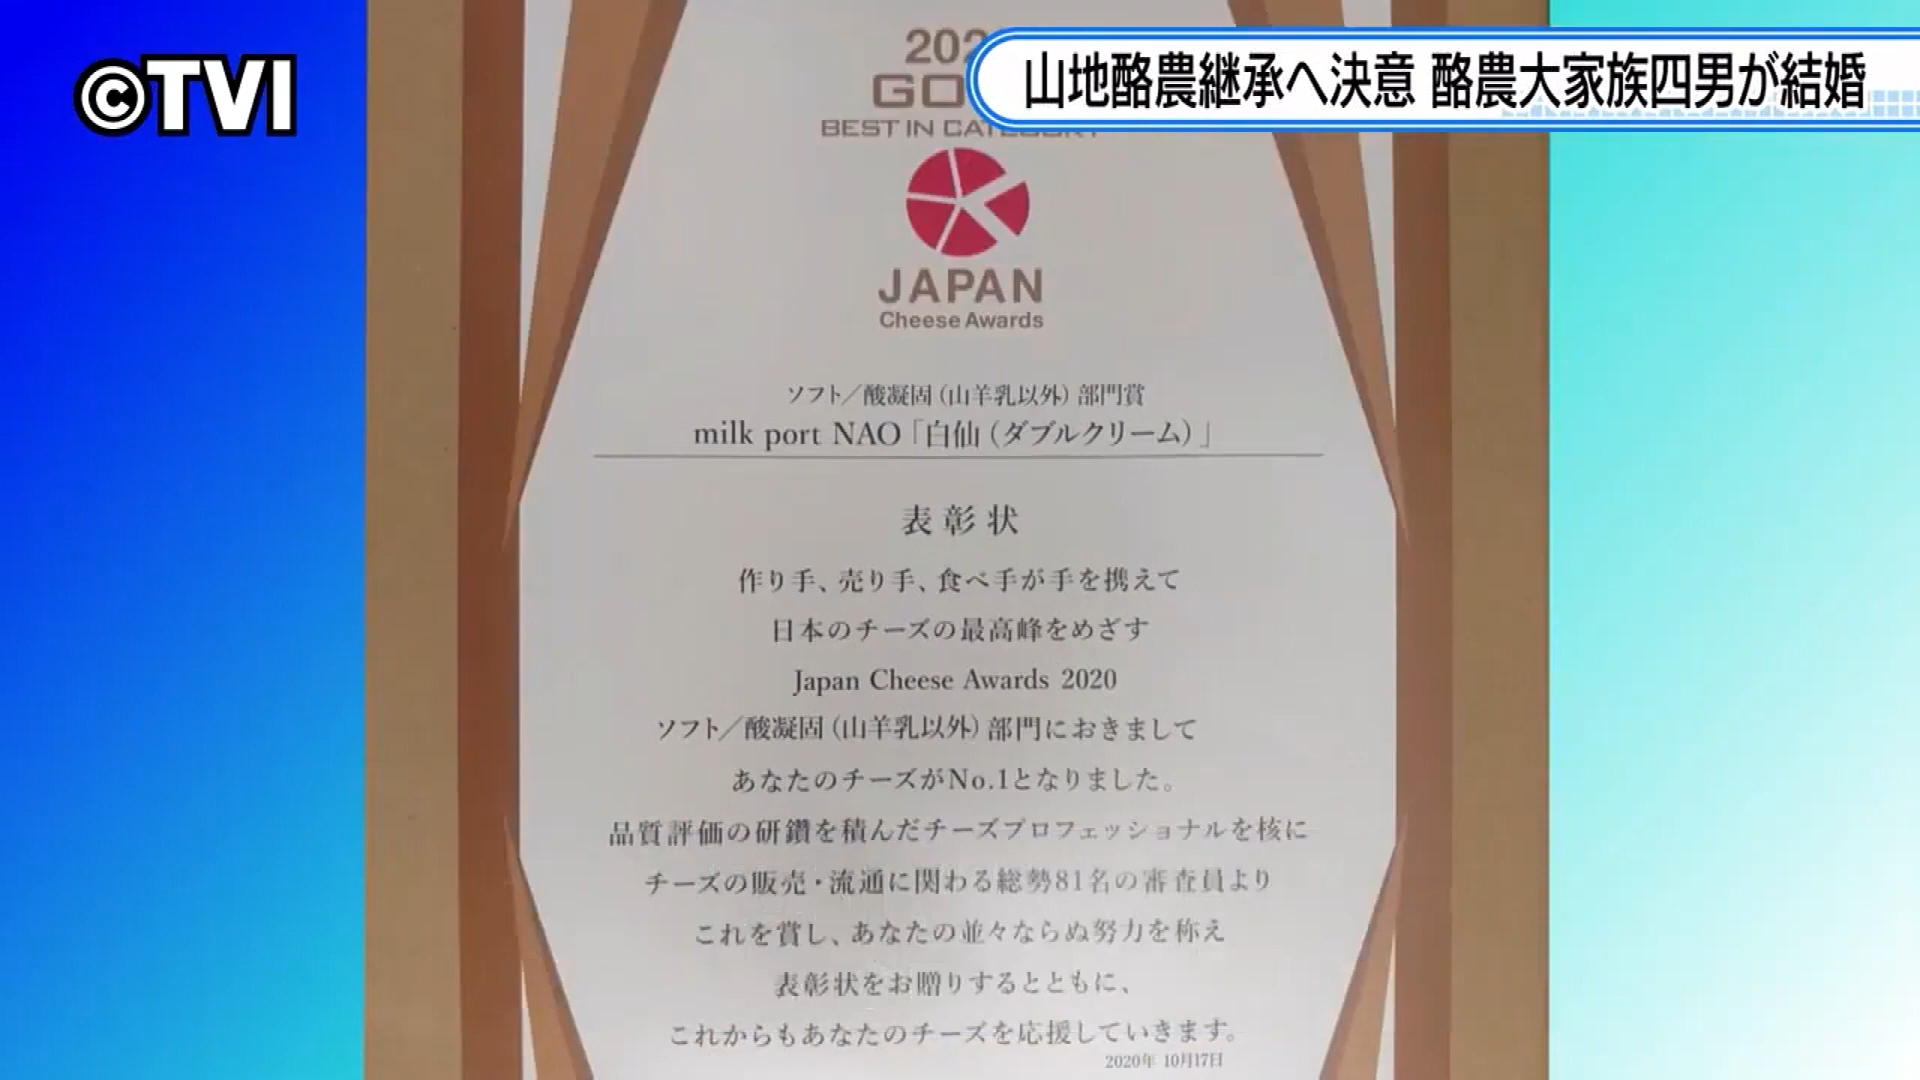 ©TVI
山地酪農継承へ決意 酪農大家族四男が結婚
BEST IN CATEGORY
JAPAN
Cheese Awards
ソフト／酸凝固（山羊乳以外）部門賞
milk port NAO「白仙（ダブルクリーム）」
表彰状
作り手、売り手、食べ手が手を携えて
日本のチーズの最高峰をめざす
Japan Cheese Awards 2020
ソフト／酸凝固（山羊乳以外）部門におきまして
あなたのチーズがNo.1となりました。
品質評価の研鑽を積んだチーズプロフェッショナルを核に
チーズの販売・流通に関わる総勢81名の審査員より
これを賞し、あなたの並々ならぬ努力を称え
表彰状をお贈りするとともに、
これからもあなたのチーズを応援していきます。
2020年 10月17日